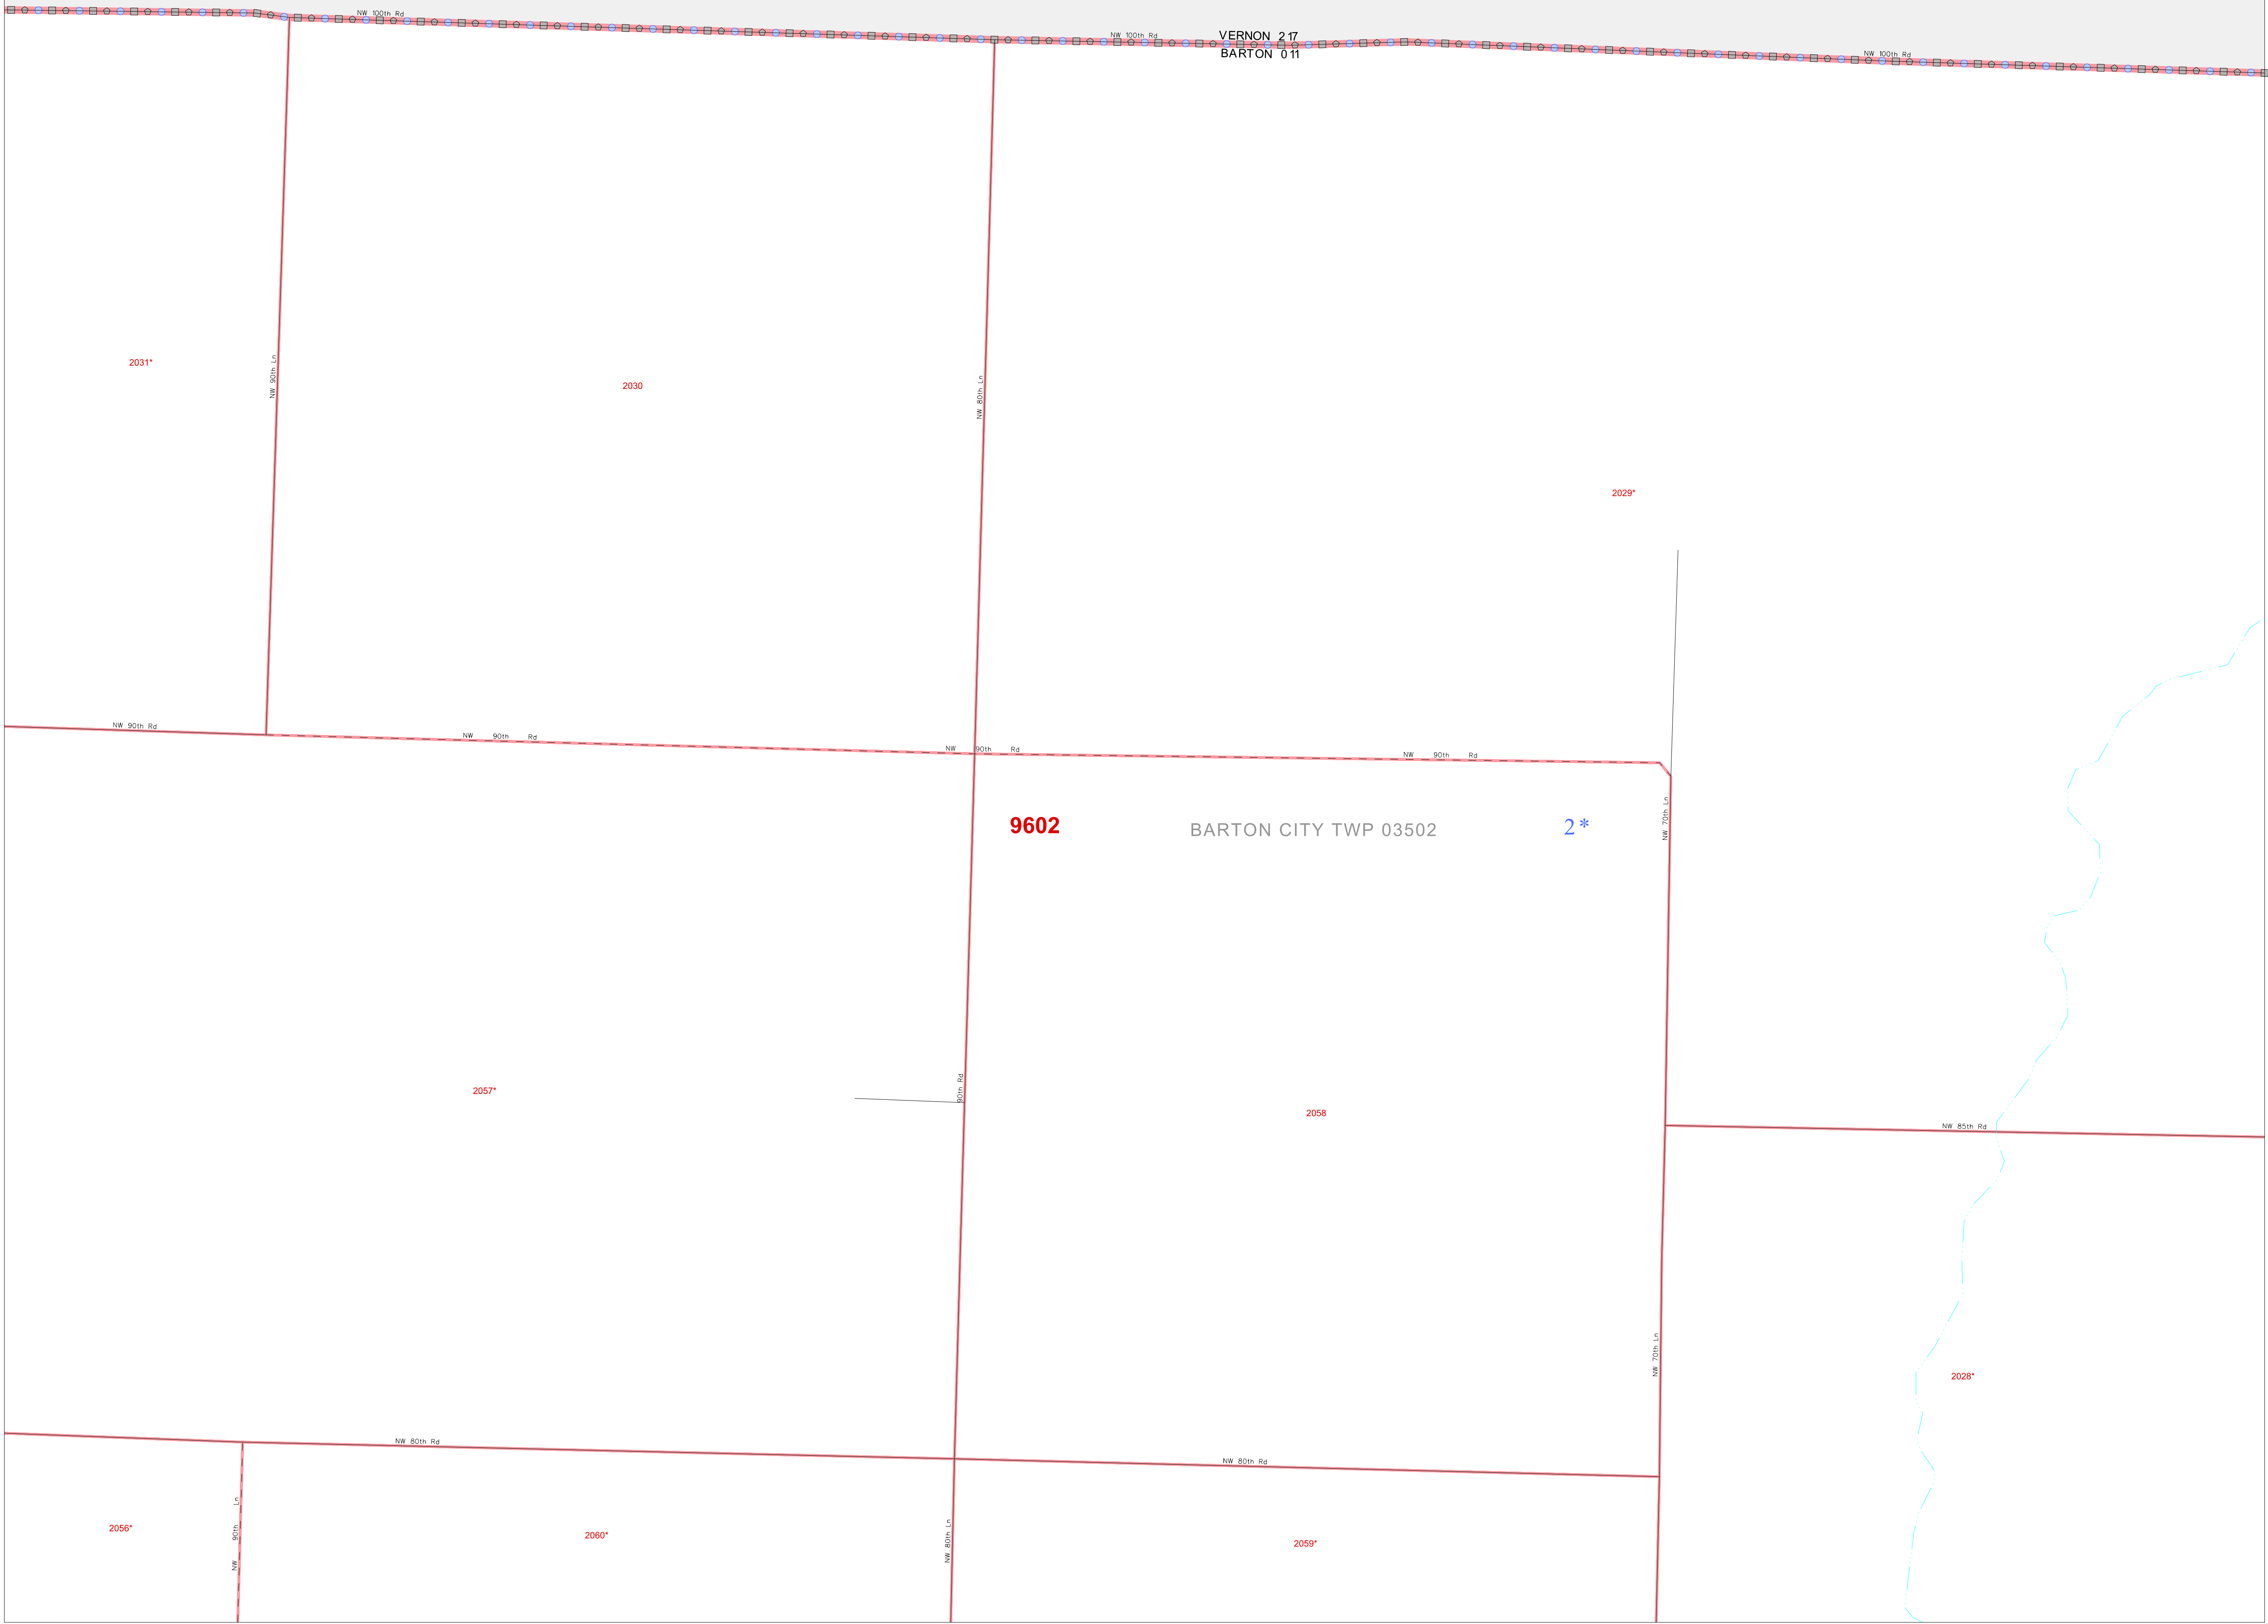 NW 100th Rd
NW 100th Rd
VERNON 217
BARTON 011
NW 100th Rd
2031*
NW 90th Ln
2030
NW 80th Ln
2029*
NW 90th Rd
NW 90th Rd
NW 90th Rd
NW 90th Rd
9602
BARTON CITY TWP 03502
2*
NW 70th Ln
2057*
90th Rd
2058
NW 85th Rd
NW 70th Ln
2028*
NW 80th Rd
NW 80th Rd
2056*
NW 90th Ln
2060*
NW 80th Ln
2059*